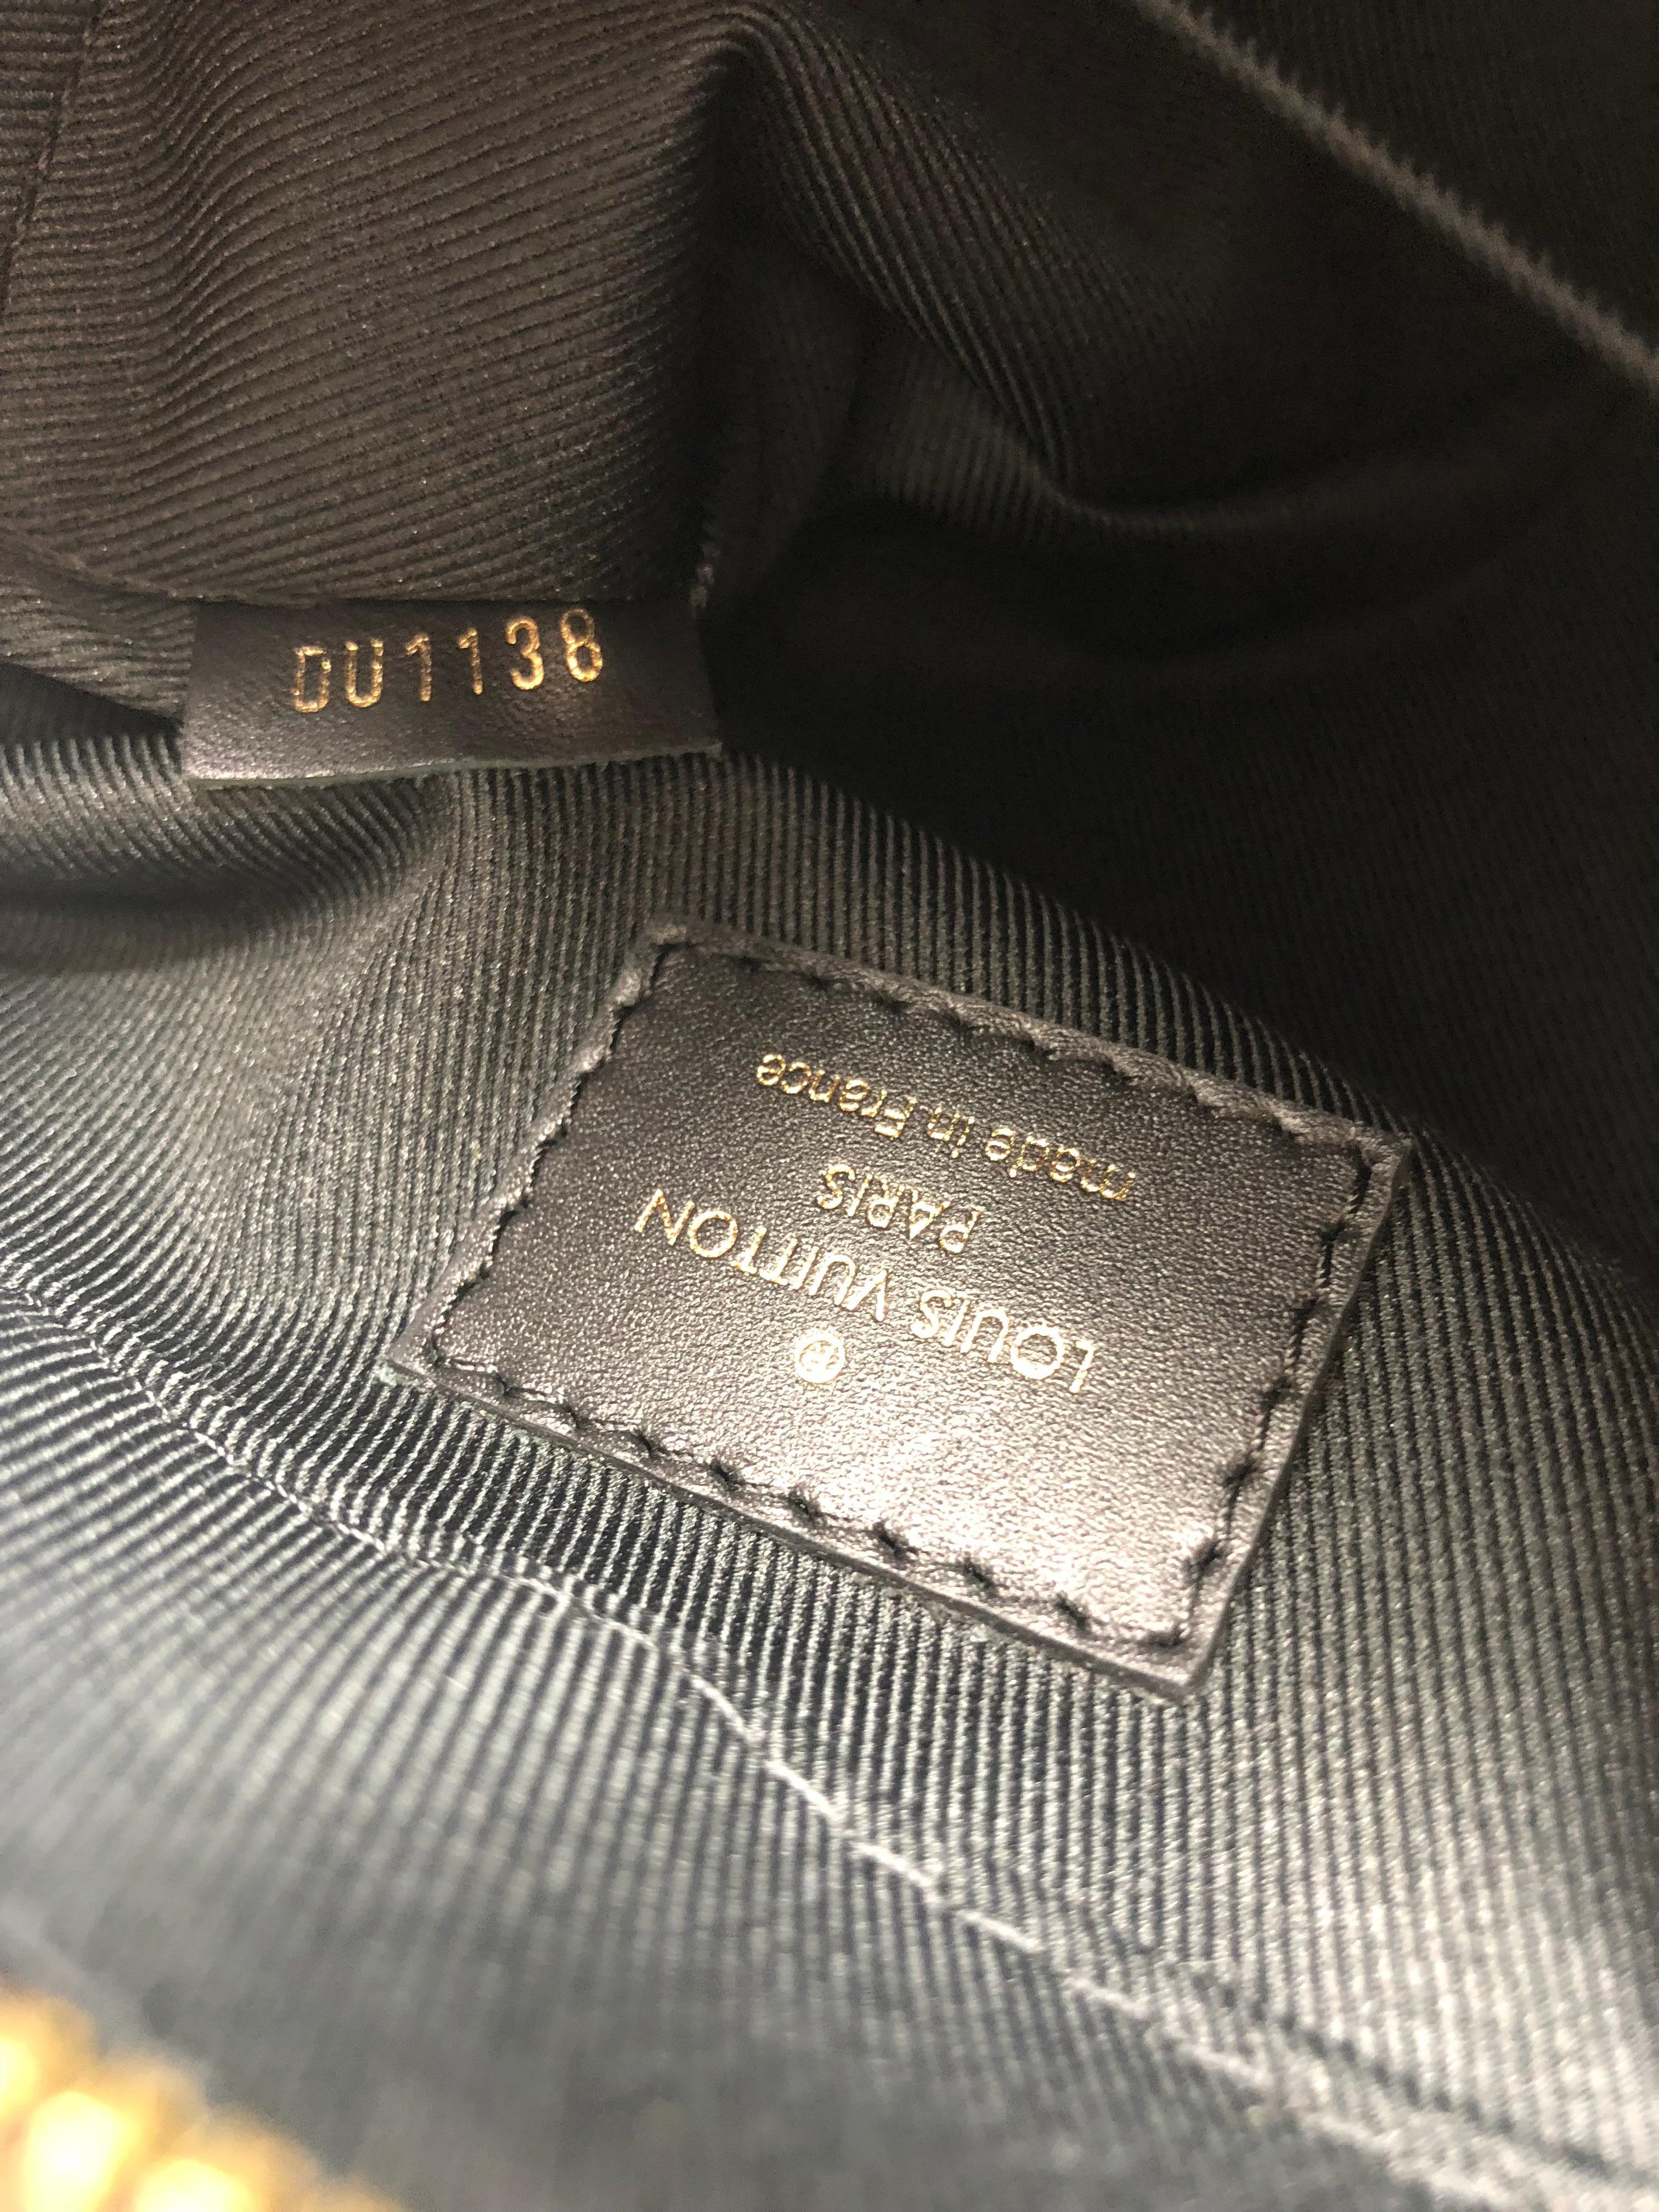 DU1138
®
LOUIS VUITTON
PARIS
made in France